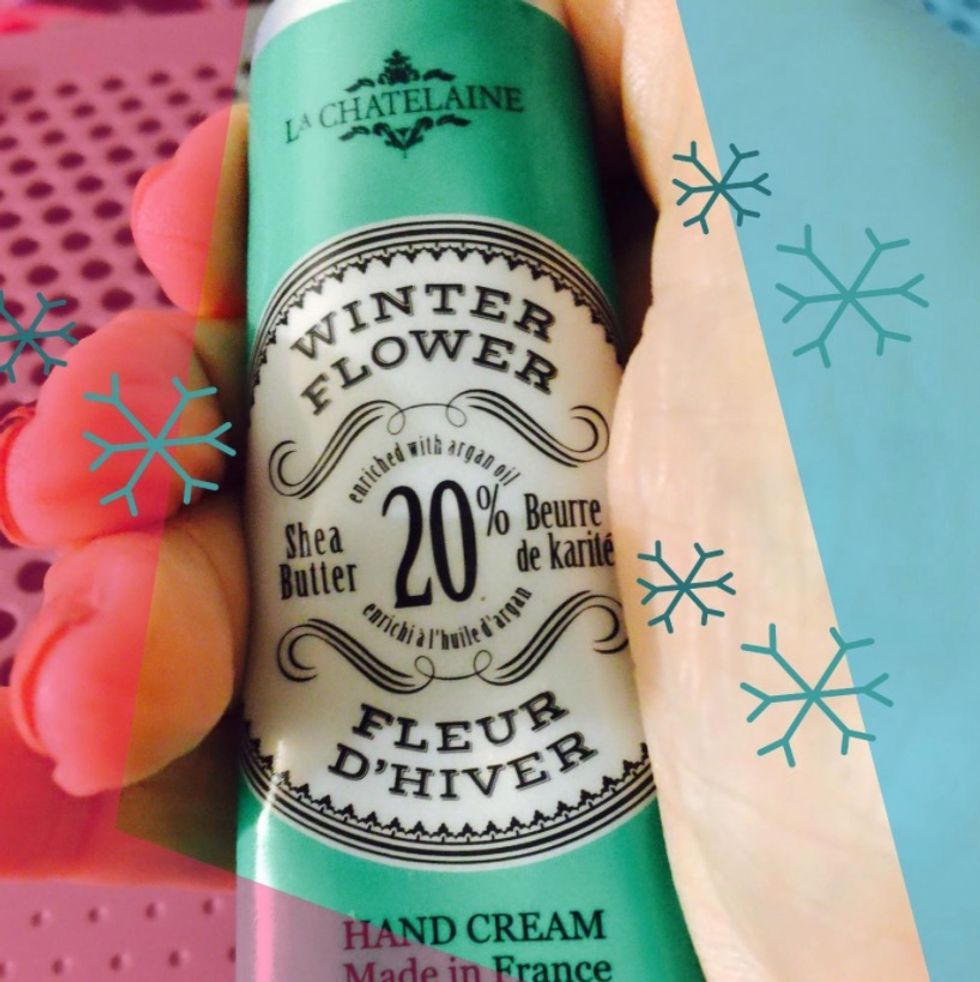 LA CHATELAINE
WINTER
FLOWER
enriched with argan oil
Shea
Butter
20%
Beurre
de karité
enrichi à l'huile d'argan
FLEUR
D'HIVER
HAND CREAM
Made in France